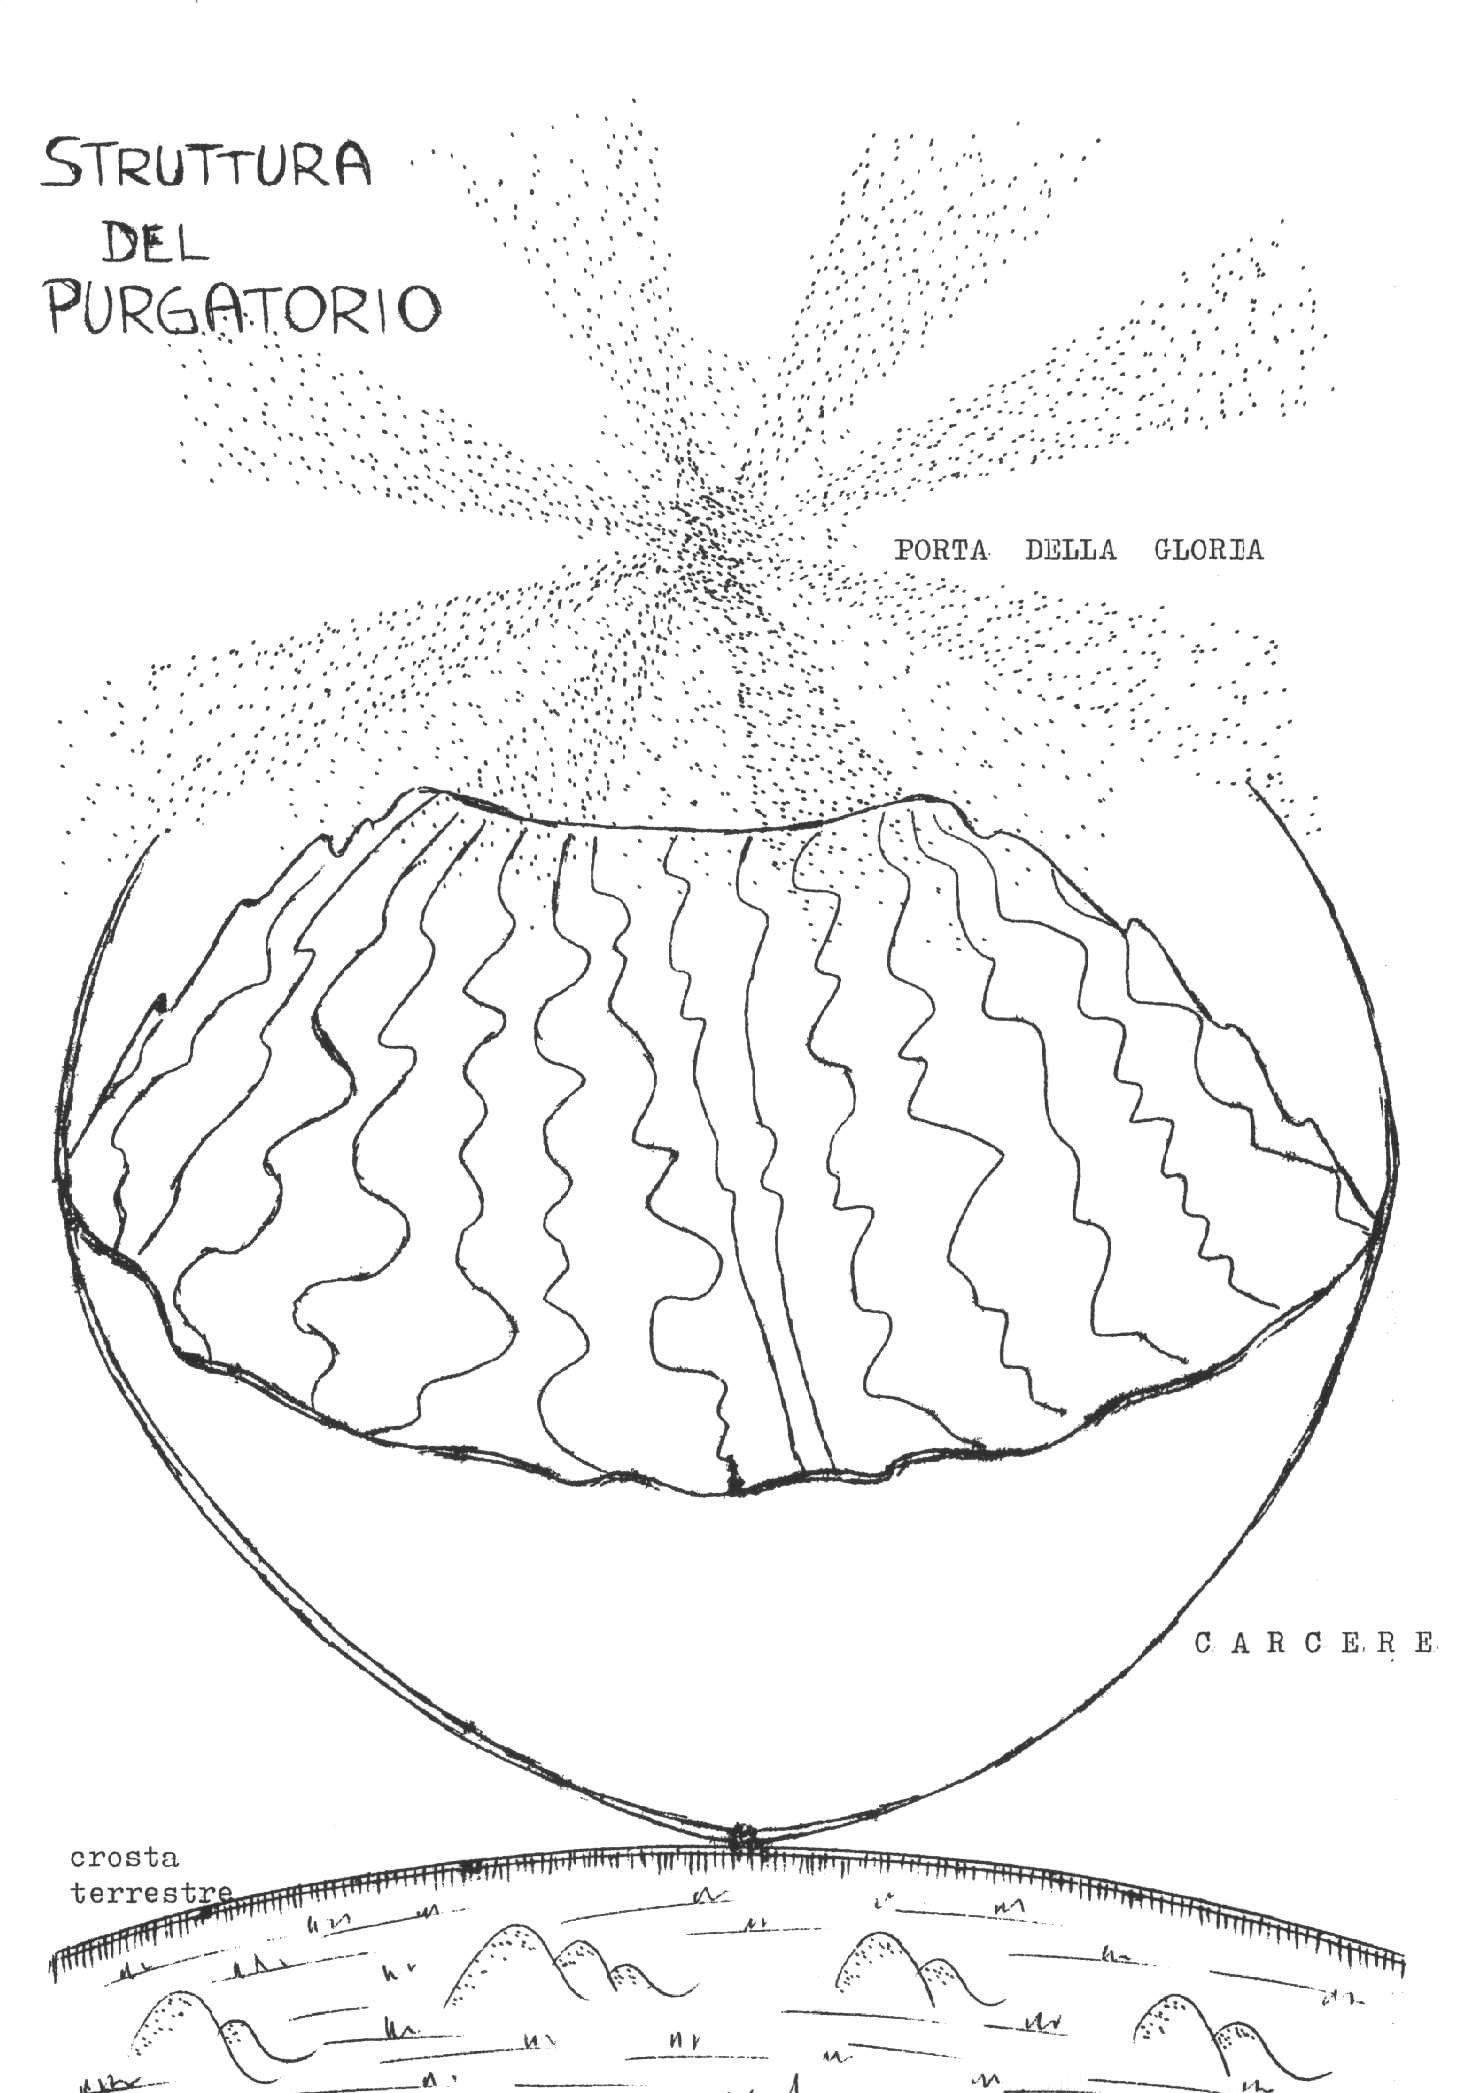 STRUTTURA
DEL
PURGATORIO
PORTA DELLA GLORIA
CARCERE
crosta
terrestre